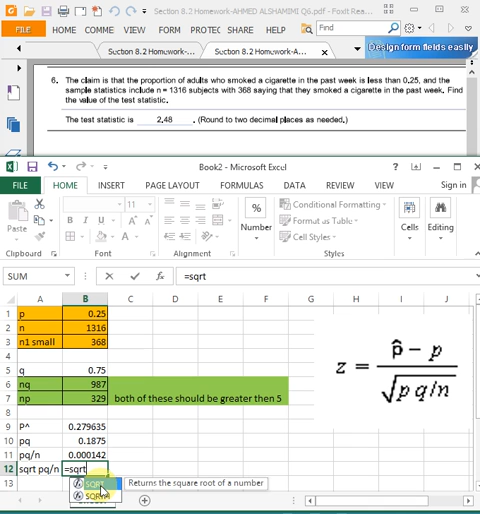 Section 8.2 Homework-AHMED ALSHAMIMI Q6.pdf - Foxit Rea...
FILE HOME COMME FORM PROTEC SHARE HELP Find
Section 8.2 Homework-... Section 8.2 Homework-A...
Design form fields easily
6. The claim is that the proportion of adults who smoked a cigarette in the past week is less than 0.25, and the
sample statistics include n = 1316 subjects with 368 saying that they smoked a cigarette in the past week. Find
the value of the test statistic.
The test statistic is 2.48 . (Round to two decimal places as needed.)
Book2 - Microsoft Excel
FILE HOME INSERT PAGE LAYOUT FORMULAS DATA REVIEW VIEW Sign in
Paste 11 % Conditional Formatting Cells Editing
B I U Number Format as Table
A Cell Styles
Clipboard Font Alignment Styles
SUM fx =sqrt
A B C D E F G H I J
1 p 0.25
2 n 1316
3 n1 small 368
4
5 q 0.75
6 nq 987
7 np 329 both of these should be greater then 5
8
9 P^ 0.279635
10 pq 0.1875
11 pq/n 0.000142
12 sqrt pq/n =sqrt
13 SQRT Returns the square root of a number
SQRTPI
z = p̂ - p / √pq/n